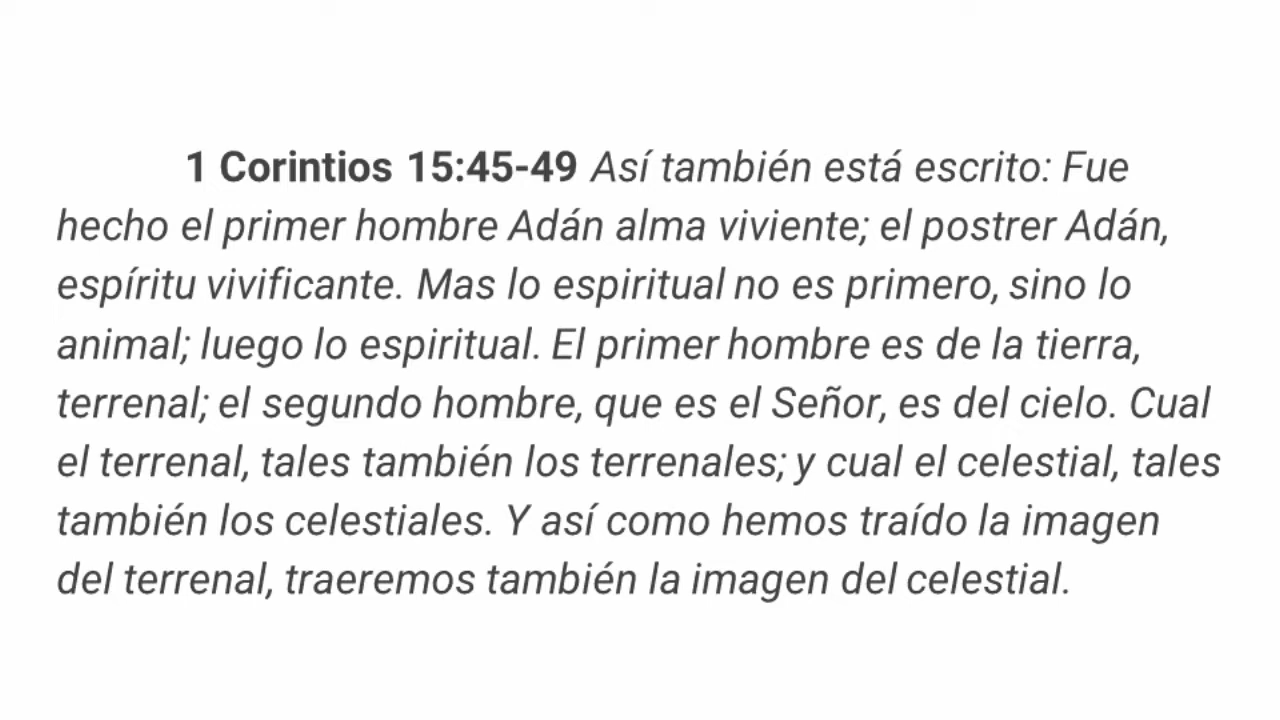 1 Corintios 15:45-49 Así también está escrito: Fue
hecho el primer hombre Adán alma viviente; el postrer Adán,
espíritu vivificante. Mas lo espiritual no es primero, sino lo
animal; luego lo espiritual. El primer hombre es de la tierra,
terrenal; el segundo hombre, que es el Señor, es del cielo. Cual
el terrenal, tales también los terrenales; y cual el celestial, tales
también los celestiales. Y así como hemos traído la imagen
del terrenal, traeremos también la imagen del celestial.